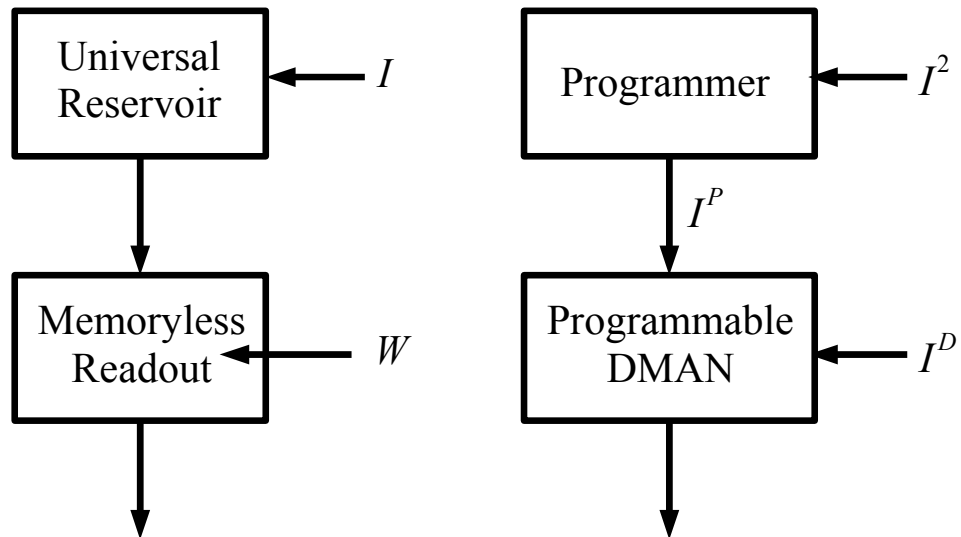 Universal
Reservoir
I
Memoryless
Readout
W
Programmer
I²
Iᴾ
Programmable
DMAN
Iᴰ